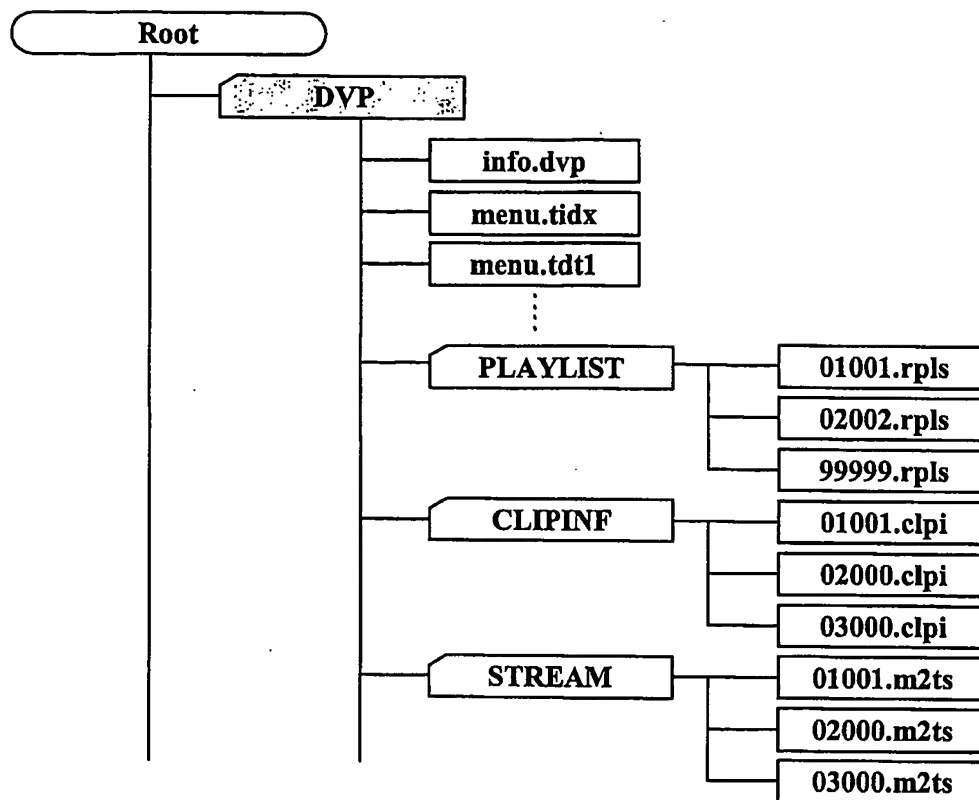 Root
DVP
info.dvp
menu.tidx
menu.tdt1
PLAYLIST
01001.rpls
02002.rpls
99999.rpls
CLIPINF
01001.clpi
02000.clpi
03000.clpi
STREAM
01001.m2ts
02000.m2ts
03000.m2ts